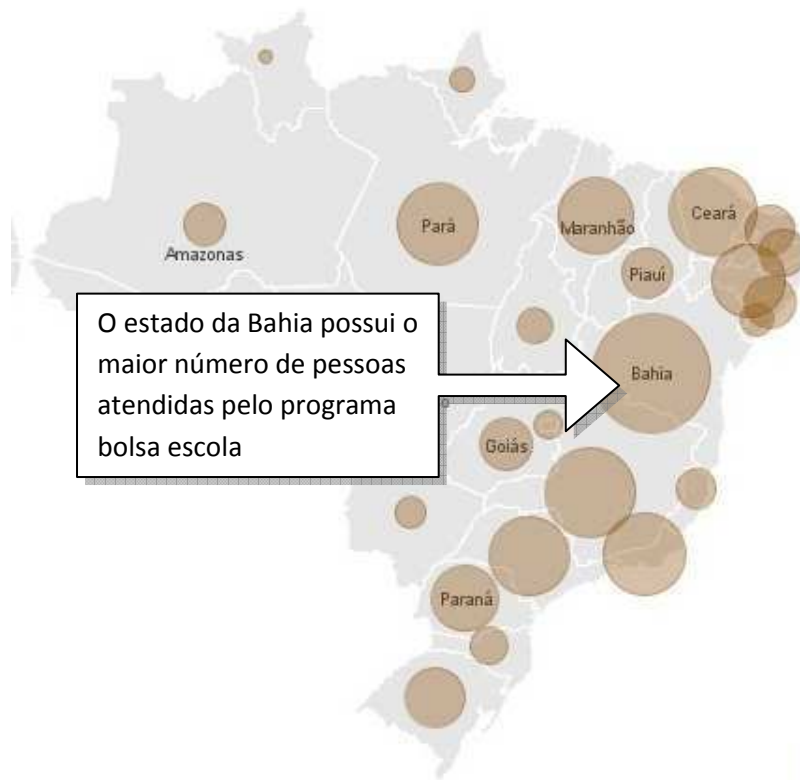 Ceará
Pará
Maranhão
Amazonas
Piauí
O estado da Bahia possui o
maior número de pessoas
atendidas pelo programa
bolsa escola
Bahia
Goiás
Paraná